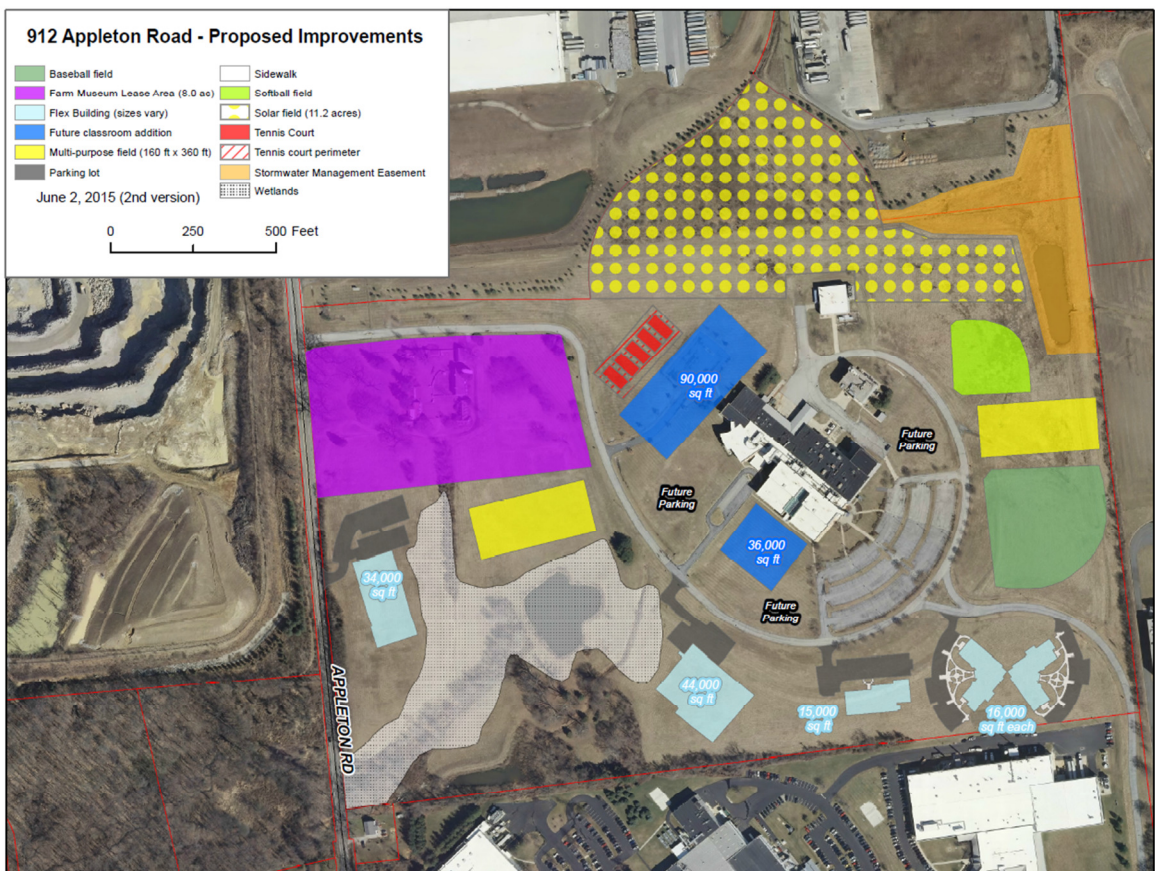 912 Appleton Road - Proposed Improvements
Baseball field
Farm Museum Lease Area (8.0 ac)
Flex Building (sizes vary)
Future classroom addition
Multi-purpose field (160 ft x 360 ft)
Parking lot
Sidewalk
Softball field
Solar field (11.2 acres)
Tennis Court
Tennis court perimeter
Stormwater Management Easement
Wetlands
June 2, 2015 (2nd version)
0 250 500 Feet
90,000
sq ft
Future
Parking
Future
Parking
36,000
sq ft
34,000
sq ft
Future
Parking
44,000
sq ft
15,000
sq ft
16,000
sq ft each
APPLETON RD